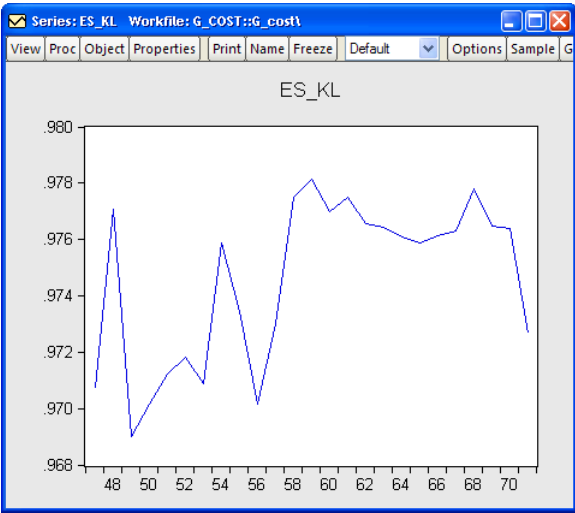 Series: ES_KL Workfile: G_COST::G_cost\
View Proc Object Properties Print Name Freeze Default Options Sample G
ES_KL
.980
.978
.976
.974
.972
.970
.968
48 50 52 54 56 58 60 62 64 66 68 70